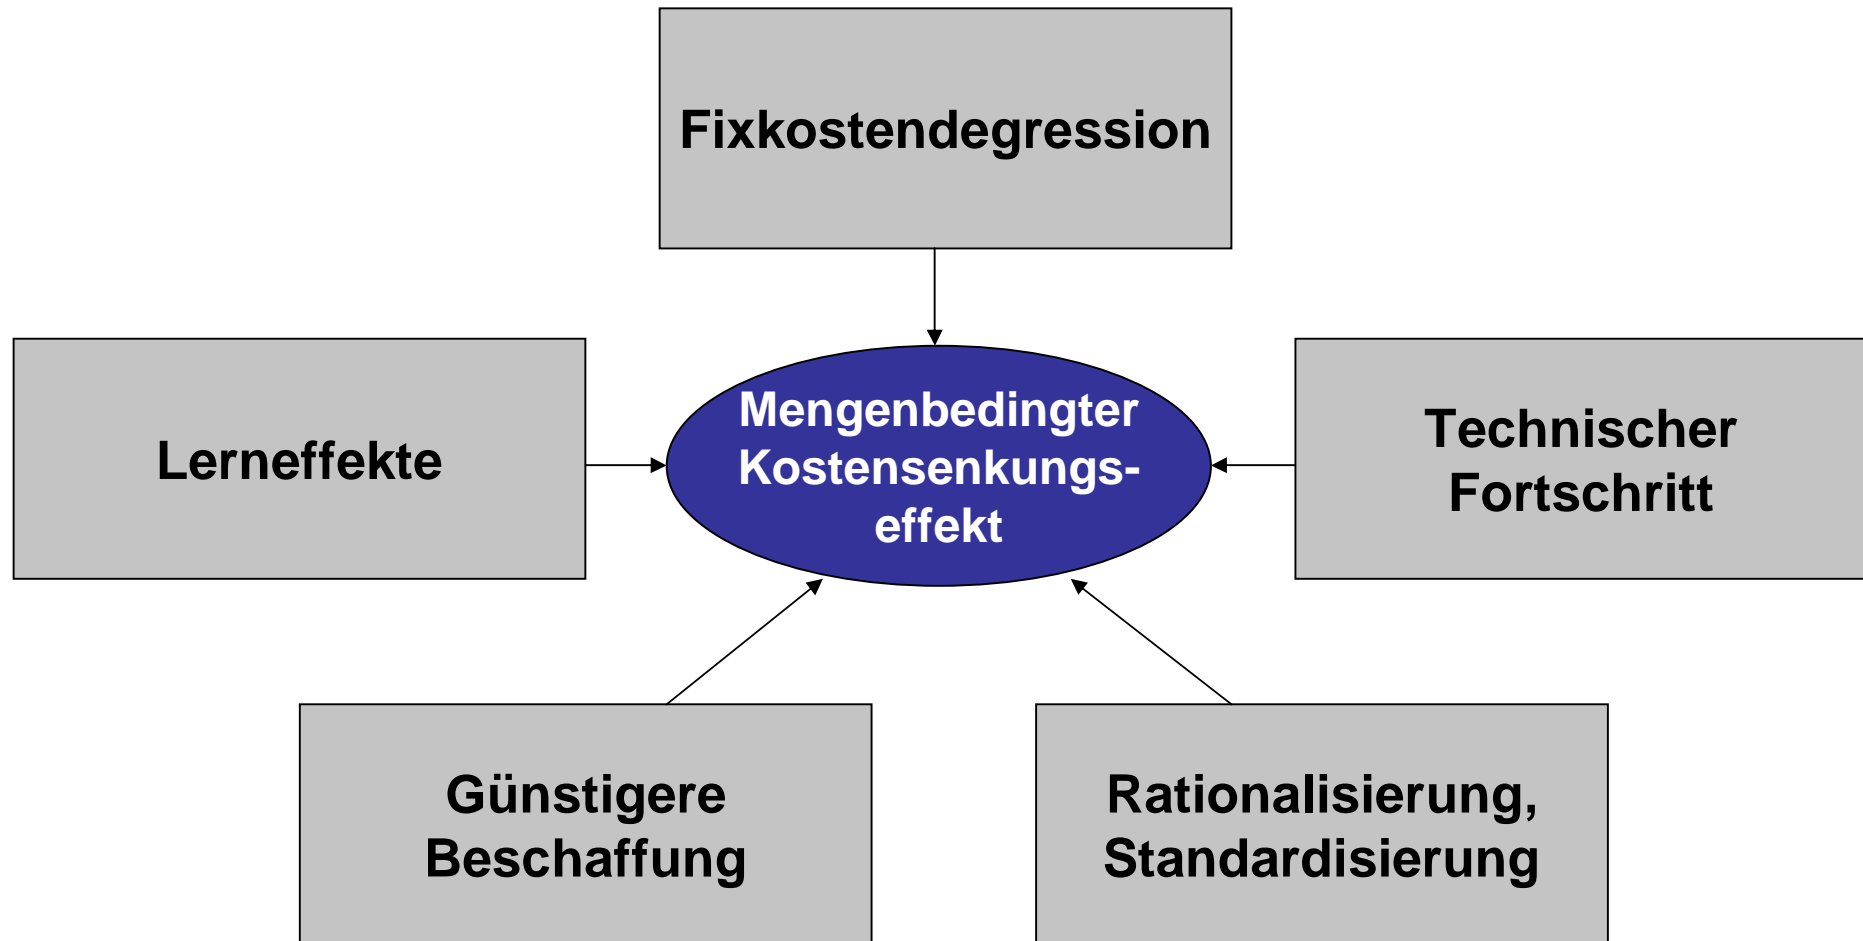 Fixkostendegression
Lerneffekte
Mengenbedingter
Kostensenkungs-
effekt
Technischer
Fortschritt
Günstigere
Beschaffung
Rationalisierung,
Standardisierung